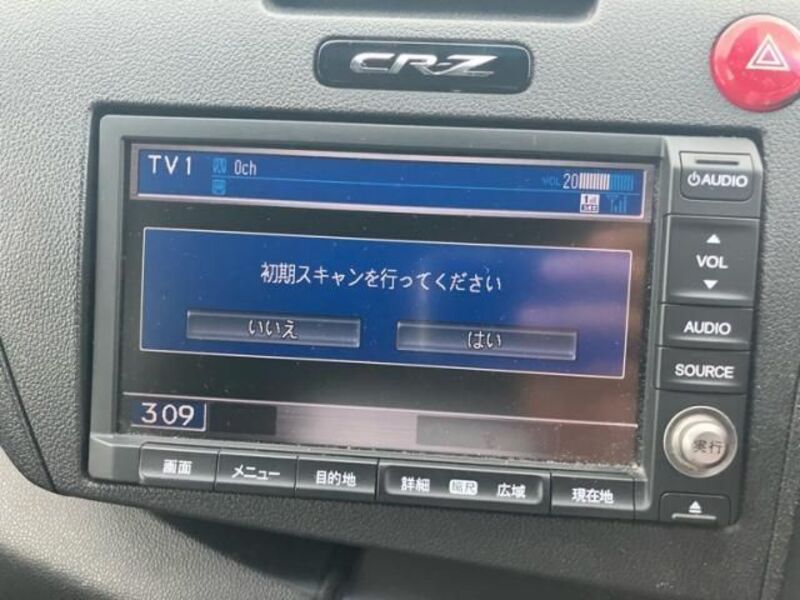 CR-Z
TV1 0ch
VOL 20
AUDIO
VOL
AUDIO
SOURCE
実行
初期スキャンを行ってください
いいえ はい
3:09
画面 メニュー 目的地 詳細 縮尺 広域 現在地